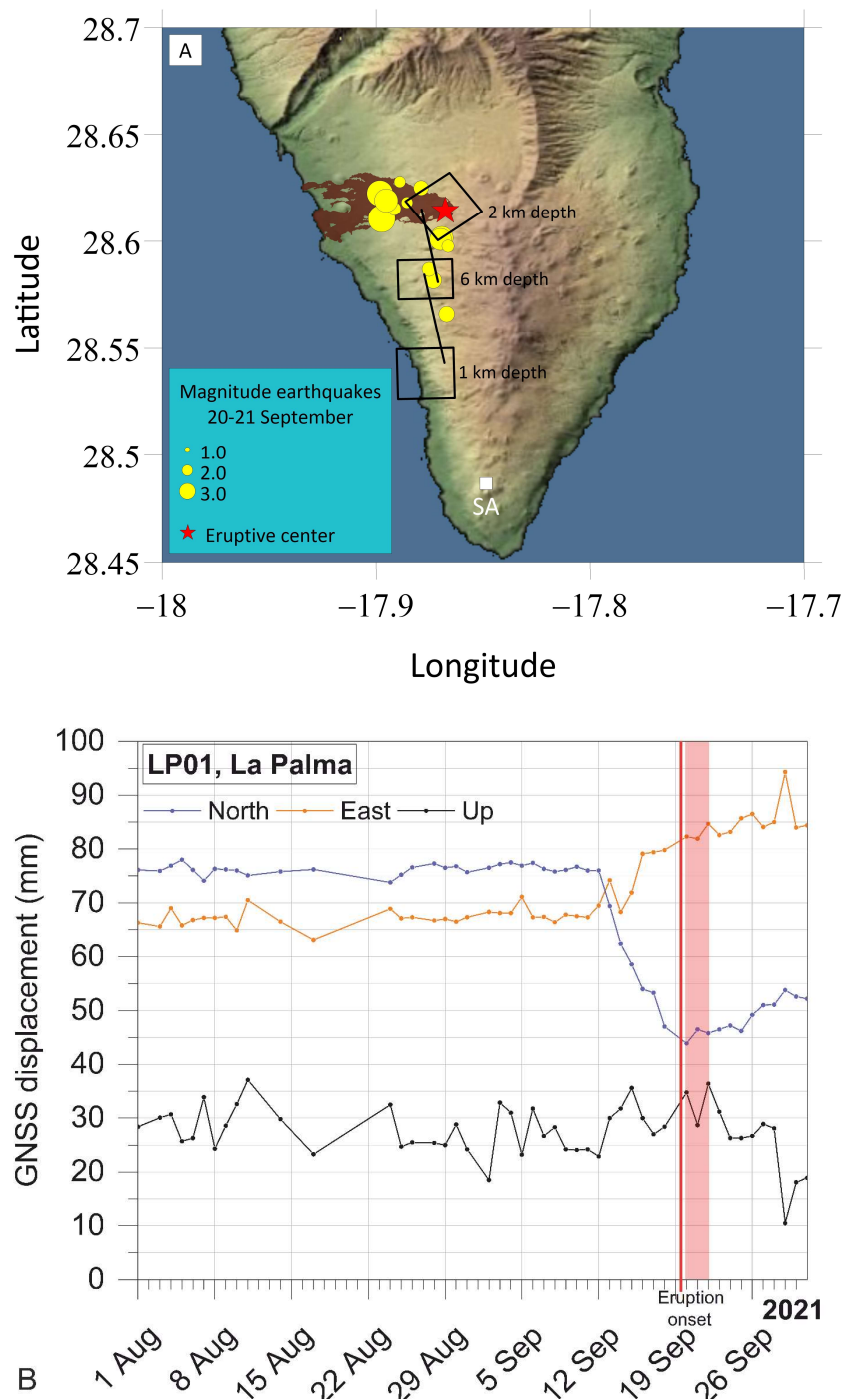 A
28.7
28.65
28.6
28.55
28.5
28.45
Latitude
2 km depth
6 km depth
1 km depth
Magnitude earthquakes
20-21 September
1.0
2.0
3.0
Eruptive center
SA
−18
−17.9
−17.8
−17.7
Longitude
100
90
80
70
60
50
40
30
20
10
0
GNSS displacement (mm)
LP01, La Palma
North East Up
Eruption
onset
2021
1 Aug
8 Aug
15 Aug
22 Aug
29 Aug
5 Sep
12 Sep
19 Sep
26 Sep
B